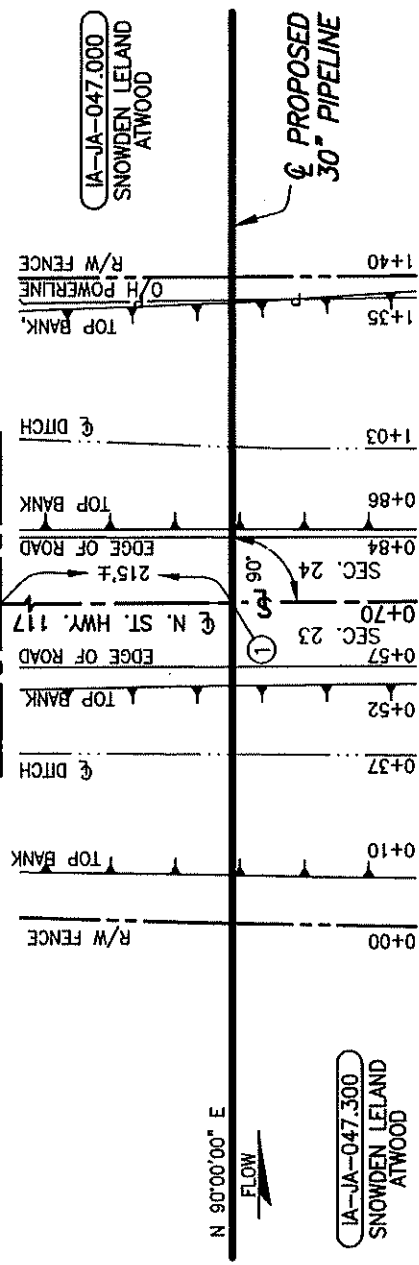 IA-JA-047.000
SNOWDEN LELAND
ATWOOD
℄ PROPOSED
30" PIPELINE
R/W FENCE
1+40
O/H POWERLINE
P
TOP BANK,
1+35
℄ DITCH
1+03
TOP BANK
0+86
EDGE OF ROAD
0+84
215'±
90°
SEC. 24
℄ N. ST. HWY. 117
0+70
1
SEC. 23
EDGE OF ROAD
0+57
TOP BANK
0+52
℄ DITCH
0+37
TOP BANK
0+10
R/W FENCE
0+00
N 90°00'00" E
FLOW
IA-JA-047.300
SNOWDEN LELAND
ATWOOD